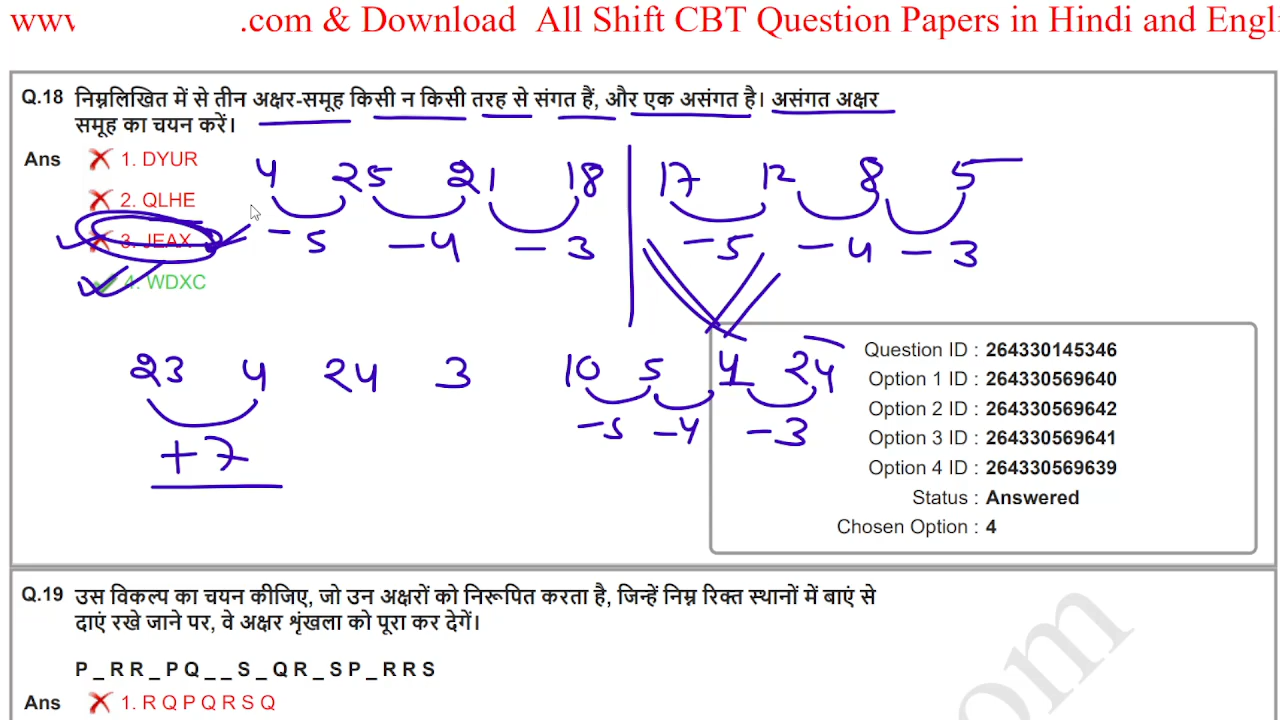 www .com & Download All Shift CBT Question Papers in Hindi and Engl
Q.18 निम्नलिखित में से तीन अक्षर-समूह किसी न किसी तरह से संगत हैं, और एक असंगत है। असंगत अक्षर
समूह का चयन करें।
Ans 1. DYUR
2. QLHE
3. JEAX
4. WDXC
4 25 21 18
-5 -4 -3
17 12 8 5
-5 -4 -3
23 4 24 3
+7
10 5 24
-5 -4 -3
Question ID : 264330145346
Option 1 ID : 264330569640
Option 2 ID : 264330569642
Option 3 ID : 264330569641
Option 4 ID : 264330569639
Status : Answered
Chosen Option : 4
Q.19 उस विकल्प का चयन कीजिए, जो उन अक्षरों को निरूपित करता है, जिन्हें निम्न रिक्त स्थानों में बाएं से
दाएं रखे जाने पर, वे अक्षर शृंखला को पूरा कर देगें।
P _ R R _ P Q _ _ S _ Q R _ S P _ R R S
Ans 1. R Q P Q R S Q
om